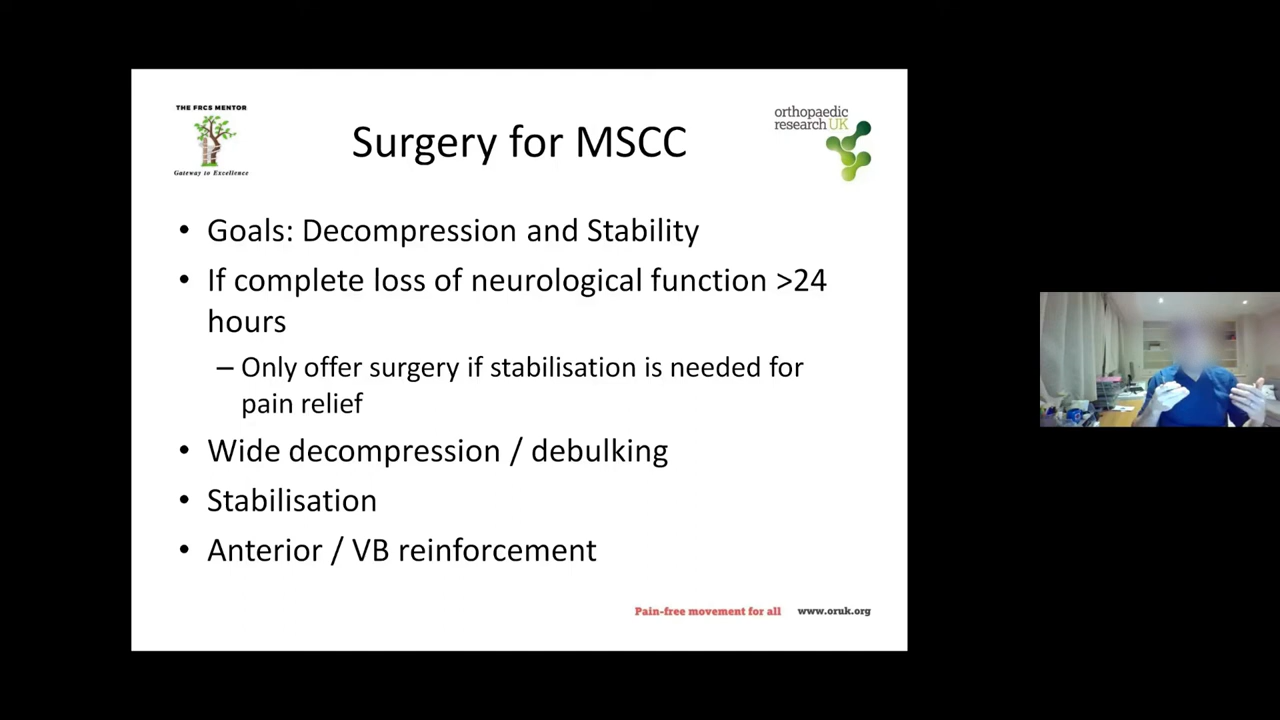 THE FRCS MENTOR
Gateway to Excellence
Surgery for MSCC
orthopaedic
research UK
• Goals: Decompression and Stability
• If complete loss of neurological function >24
hours
– Only offer surgery if stabilisation is needed for
pain relief
• Wide decompression / debulking
• Stabilisation
• Anterior / VB reinforcement
Pain-free movement for all www.oruk.org